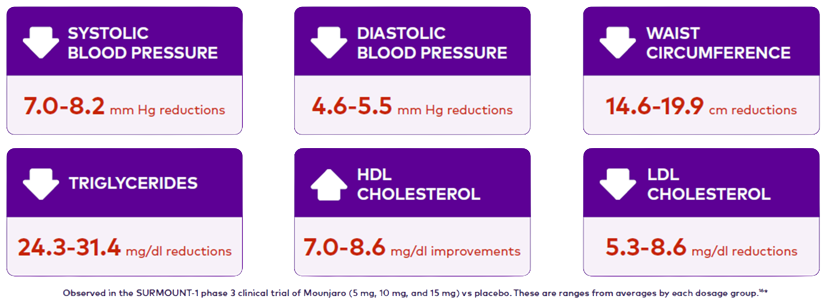 SYSTOLIC
BLOOD PRESSURE
7.0-8.2 mm Hg reductions
DIASTOLIC
BLOOD PRESSURE
4.6-5.5 mm Hg reductions
WAIST
CIRCUMFERENCE
14.6-19.9 cm reductions
TRIGLYCERIDES
24.3-31.4 mg/dl reductions
HDL
CHOLESTEROL
7.0-8.6 mg/dl improvements
LDL
CHOLESTEROL
5.3-8.6 mg/dl reductions
Observed in the SURMOUNT-1 phase 3 clinical trial of Mounjaro (5 mg, 10 mg, and 15 mg) vs placebo. These are ranges from averages by each dosage group.